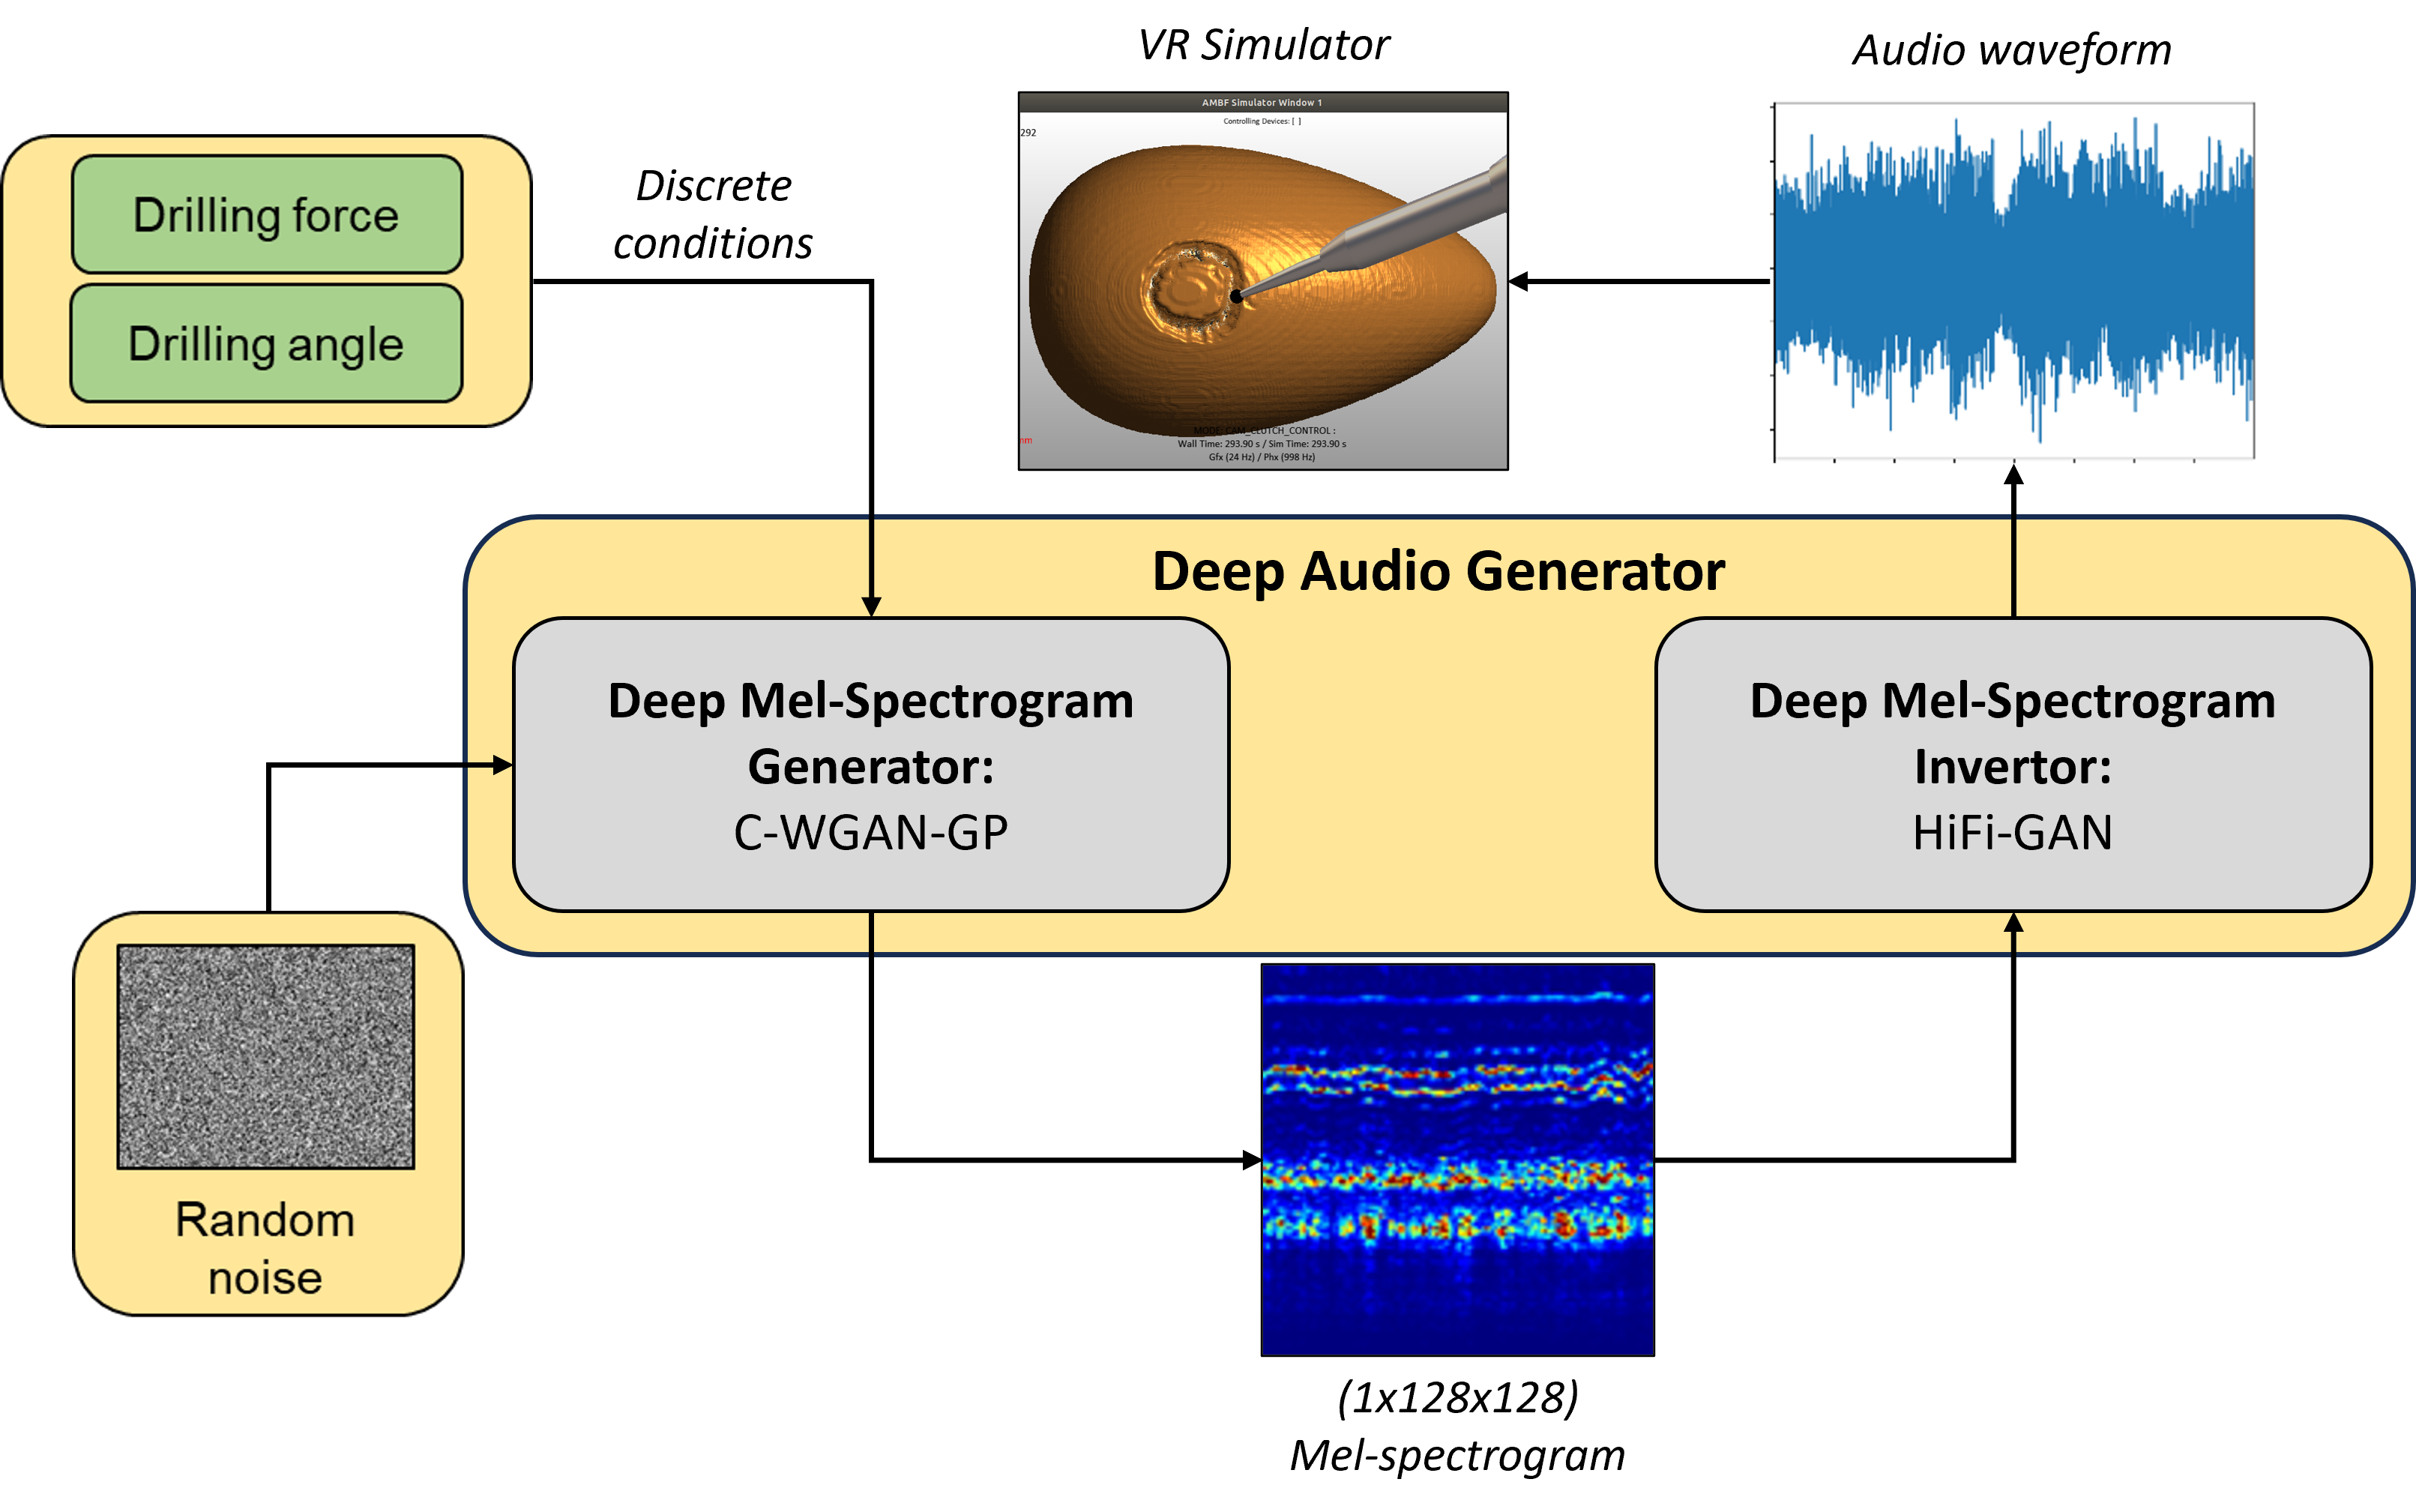 VR Simulator
Audio waveform
AMBF Simulator Window 1
Controlling Devices: [ ]
292
Drilling force
Drilling angle
Discrete
conditions
mm
MODE: CAM_CLUTCH_CONTROL :
Wall Time: 293.90 s / Sim Time: 293.90 s
Gfx (24 Hz) / Phx (998 Hz)
Deep Audio Generator
Deep Mel-Spectrogram
Generator:
C-WGAN-GP
Deep Mel-Spectrogram
Invertor:
HiFi-GAN
Random
noise
(1x128x128)
Mel-spectrogram